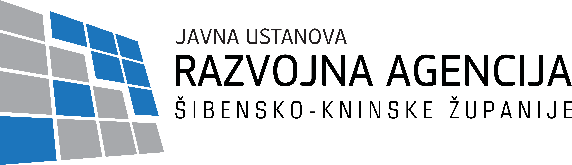 JAVNA USTANOVA
RAZVOJNA AGENCIJA
ŠIBENSKO-KNINSKE ŽUPANIJE